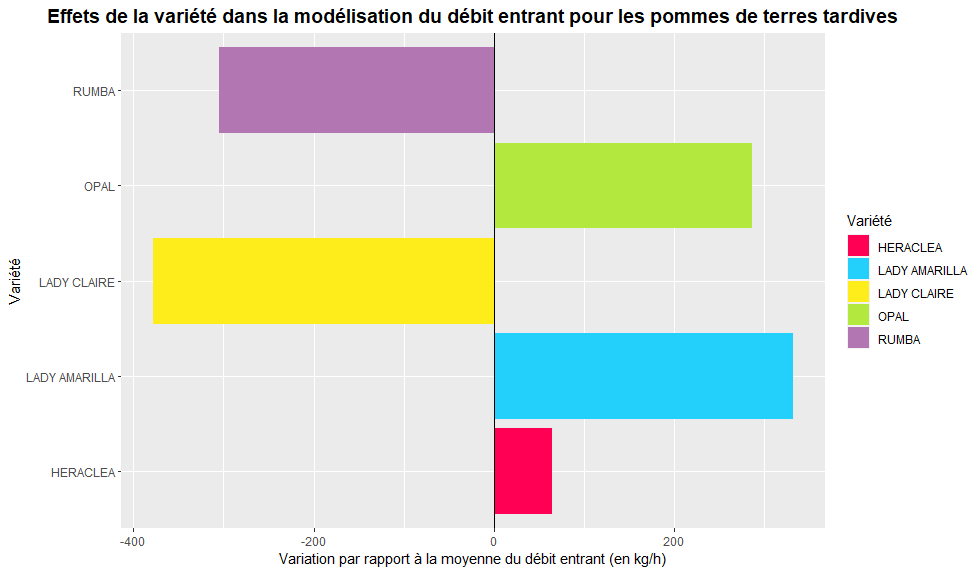 Effets de la variété dans la modélisation du débit entrant pour les pommes de terres tardives
Variété
RUMBA
OPAL
LADY CLAIRE
LADY AMARILLA
HERACLEA
-400
-200
0
200
Variation par rapport à la moyenne du débit entrant (en kg/h)
Variété
HERACLEA
LADY AMARILLA
LADY CLAIRE
OPAL
RUMBA